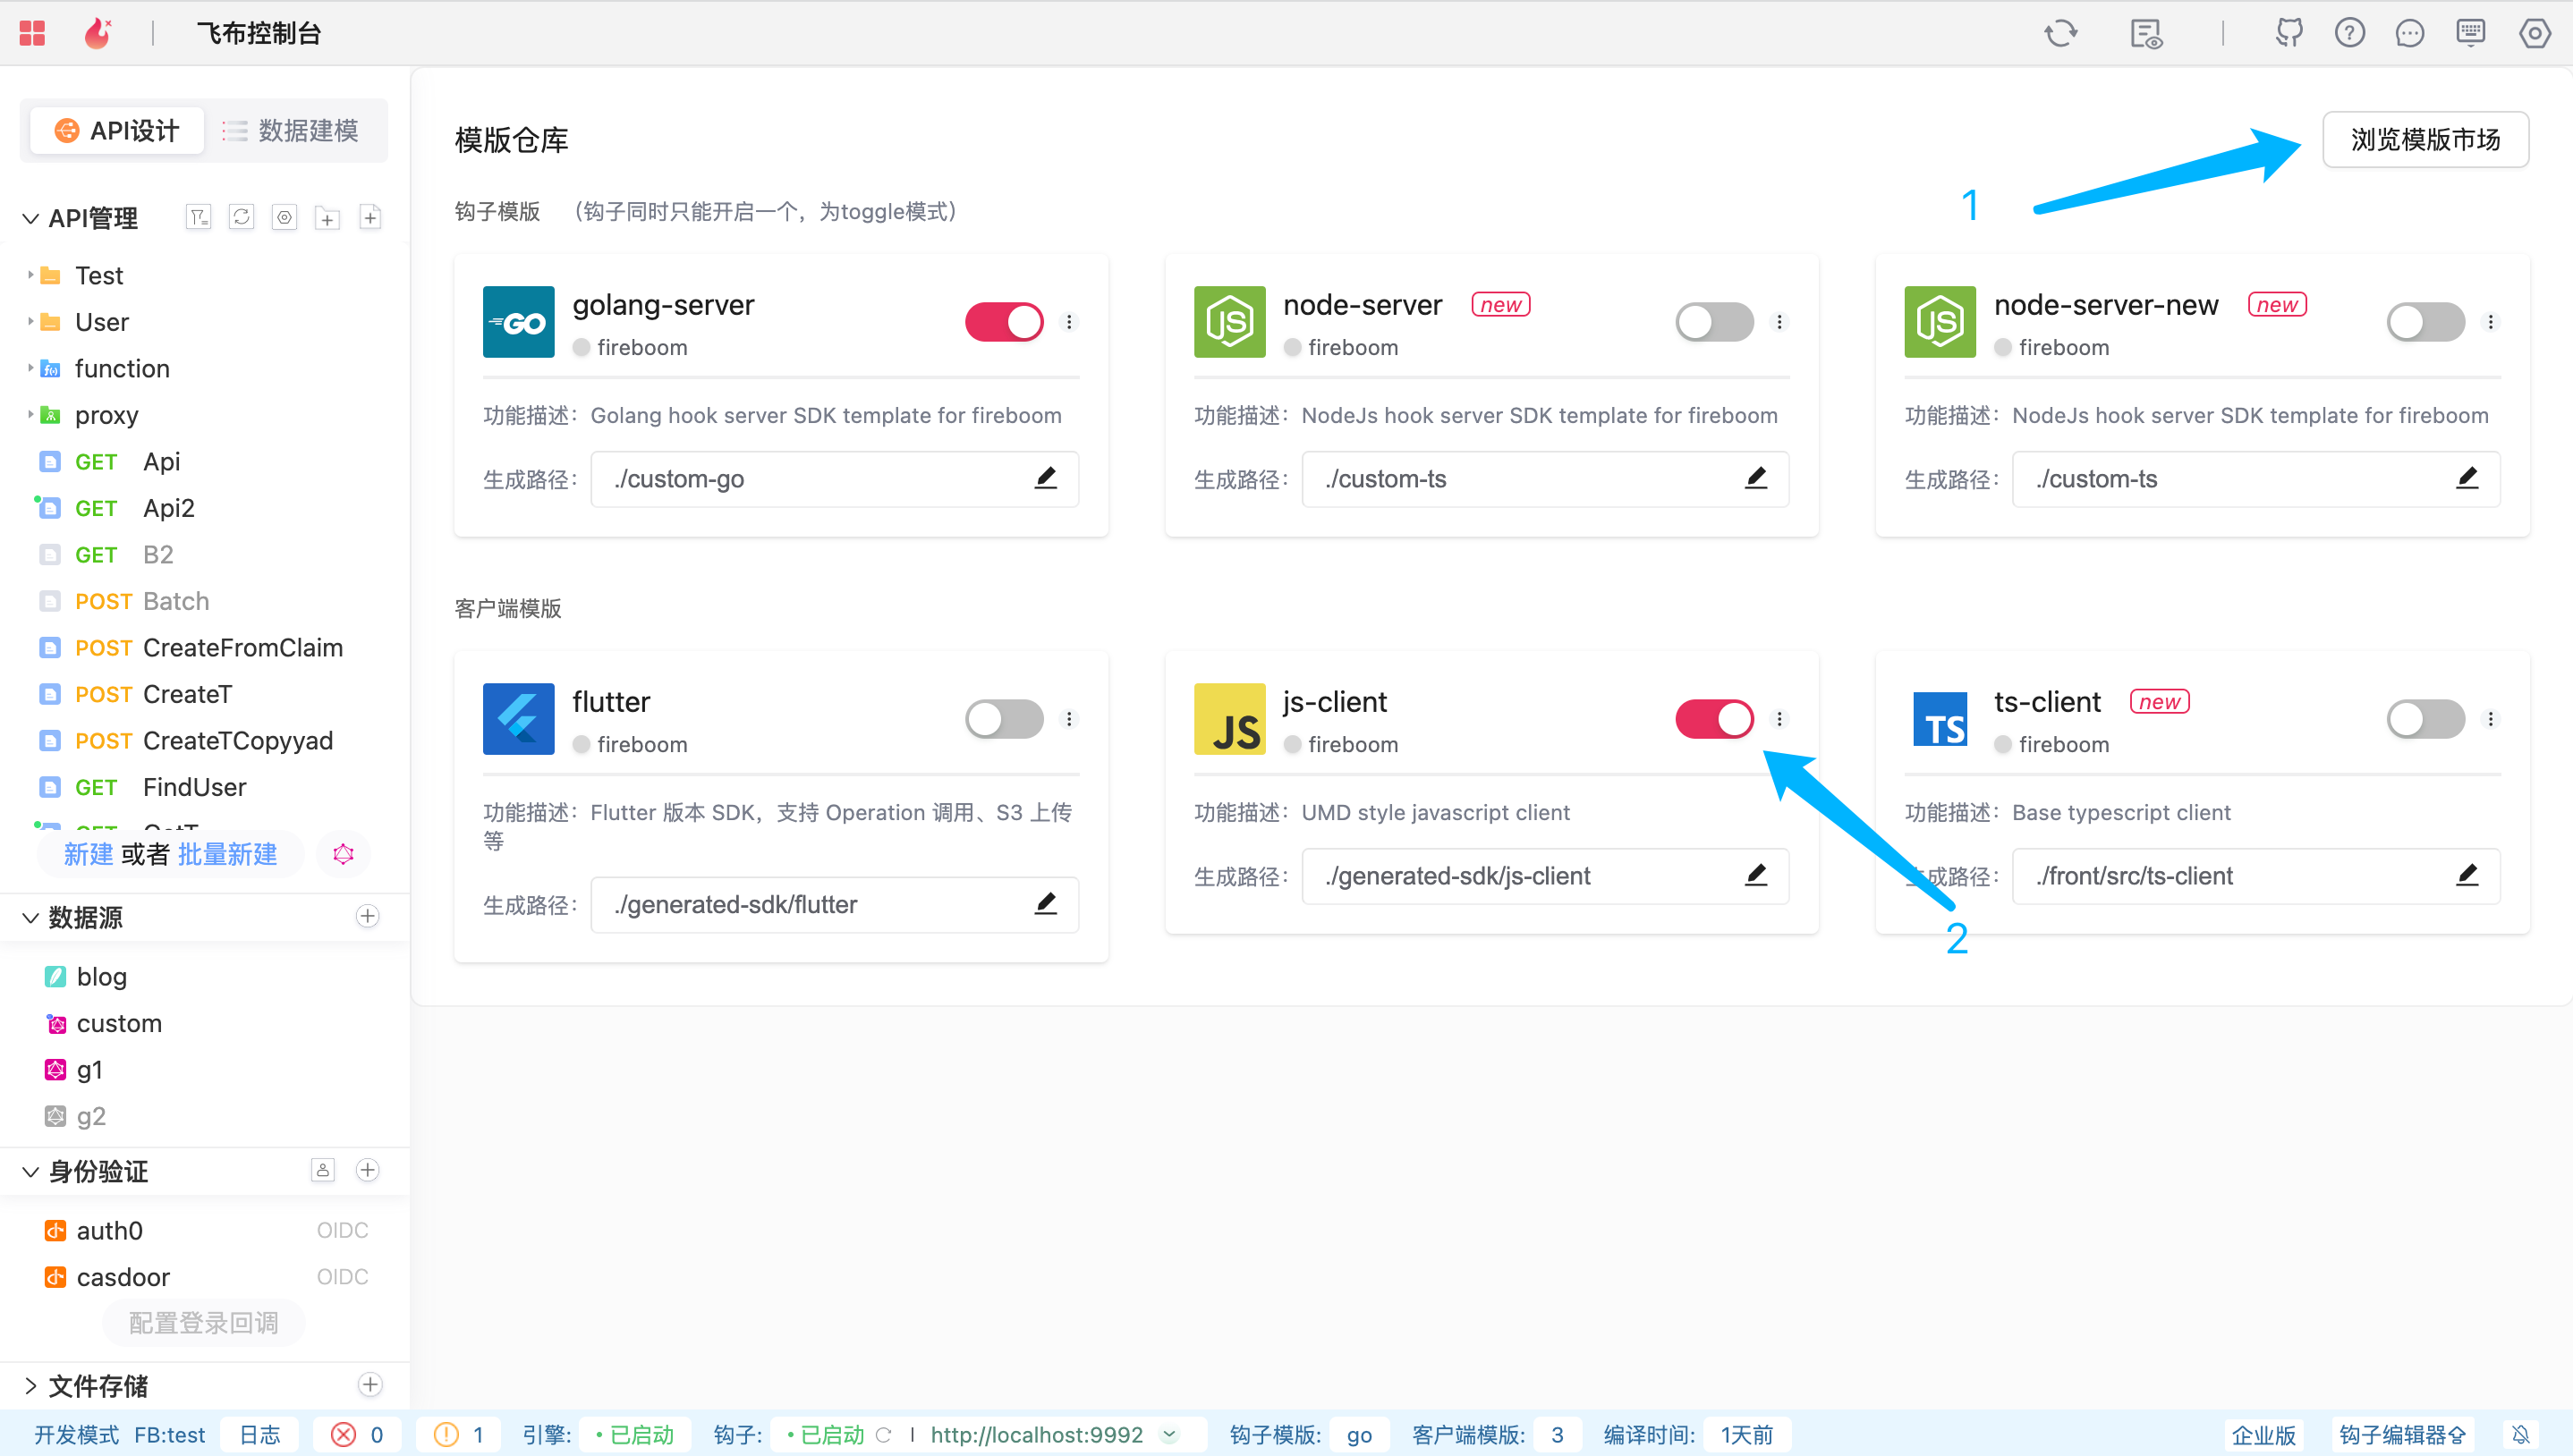 飞布控制台
API设计 数据建模
API管理
Test
User
function
proxy
GET Api
GET Api2
GET B2
POST Batch
POST CreateFromClaim
POST CreateT
POST CreateTCopyyad
GET FindUser
GET GetT
新建 或者 批量新建
数据源
blog
custom
g1
g2
身份验证
auth0 OIDC
casdoor OIDC
配置登录回调
文件存储
模版仓库
浏览模版市场
1
钩子模版 （钩子同时只能开启一个，为toggle模式）
GO
golang-server
fireboom
功能描述： Golang hook server SDK template for fireboom
生成路径： ./custom-go
JS
node-server new
fireboom
功能描述： NodeJs hook server SDK template for fireboom
生成路径： ./custom-ts
JS
node-server-new new
fireboom
功能描述： NodeJs hook server SDK template for fireboom
生成路径： ./custom-ts
客户端模版
flutter
fireboom
功能描述： Flutter 版本 SDK，支持 Operation 调用、S3 上传
等
生成路径： ./generated-sdk/flutter
JS
js-client
fireboom
功能描述： UMD style javascript client
生成路径： ./generated-sdk/js-client
TS
ts-client new
fireboom
功能描述： Base typescript client
生成路径： ./front/src/ts-client
2
开发模式 FB:test 日志 0 1 引擎: 已启动 钩子: 已启动 | http://localhost:9992 钩子模版: go 客户端模版: 3 编译时间: 1天前 企业版 钩子编辑器